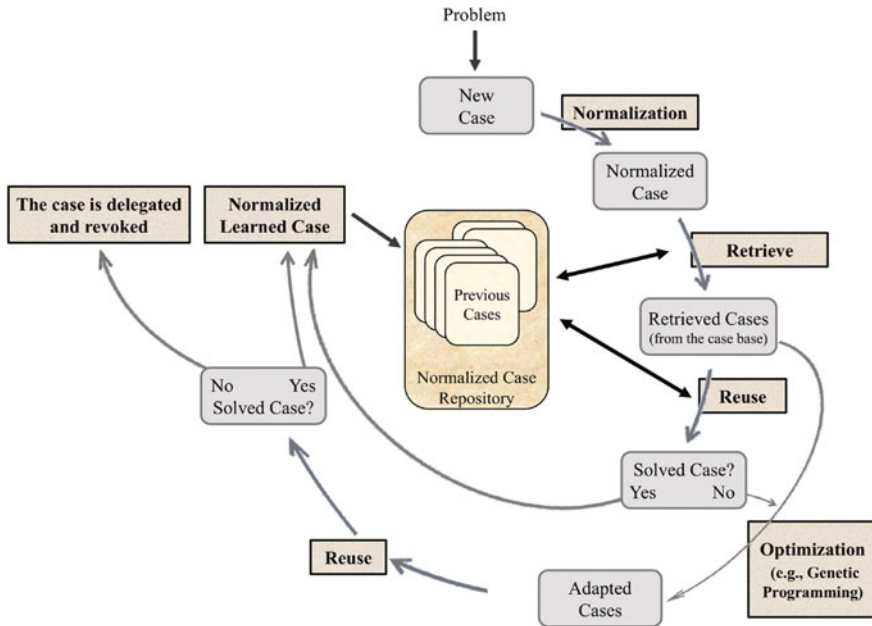 Problem
New
Case
Normalization
Normalized
Case
The case is delegated
and revoked
Normalized
Learned Case
Retrieve
Previous
Cases
Retrieved Cases
(from the case base)
Normalized Case
Repository
No Yes
Solved Case?
Reuse
Solved Case?
Yes No
Optimization
(e.g., Genetic
Programming)
Reuse
Adapted
Cases